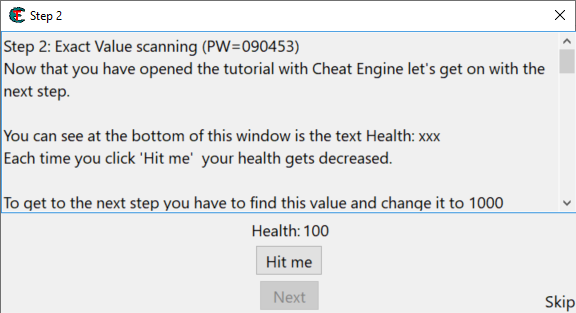 Step 2
Step 2: Exact Value scanning (PW=090453)
Now that you have opened the tutorial with Cheat Engine let's get on with the
next step.
You can see at the bottom of this window is the text Health: xxx
Each time you click 'Hit me'  your health gets decreased.
To get to the next step you have to find this value and change it to 1000
Health: 100
Hit me
Next
Skip